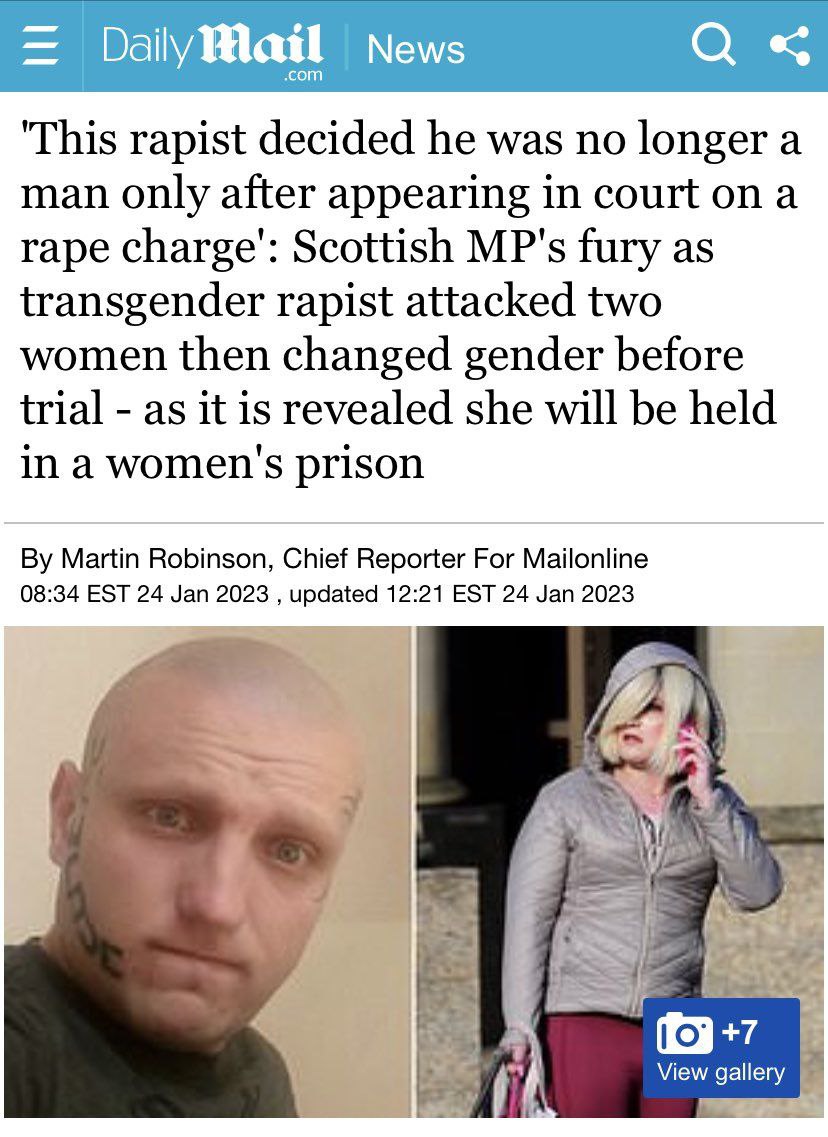 Daily Mail .com News
'This rapist decided he was no longer a
man only after appearing in court on a
rape charge': Scottish MP's fury as
transgender rapist attacked two
women then changed gender before
trial - as it is revealed she will be held
in a women's prison
By Martin Robinson, Chief Reporter For Mailonline
08:34 EST 24 Jan 2023 , updated 12:21 EST 24 Jan 2023
+7
View gallery